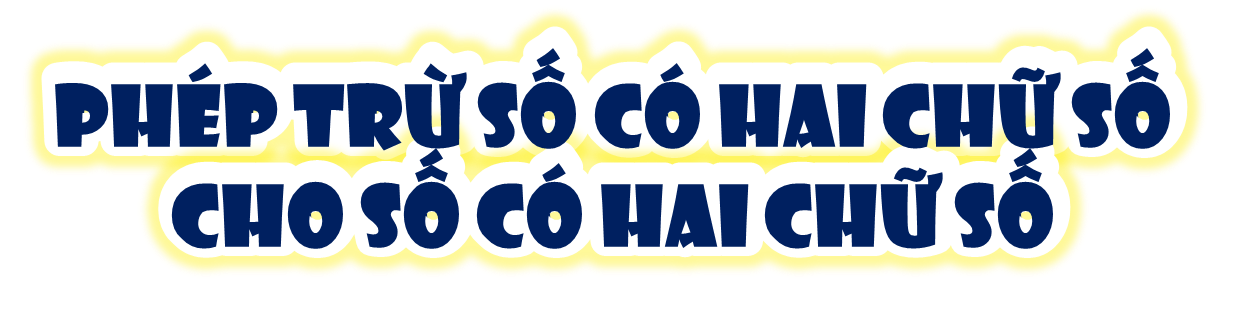 PHÉP TRỪ SỐ CÓ HAI CHỮ SỐ
CHO SỐ CÓ HAI CHỮ SỐ